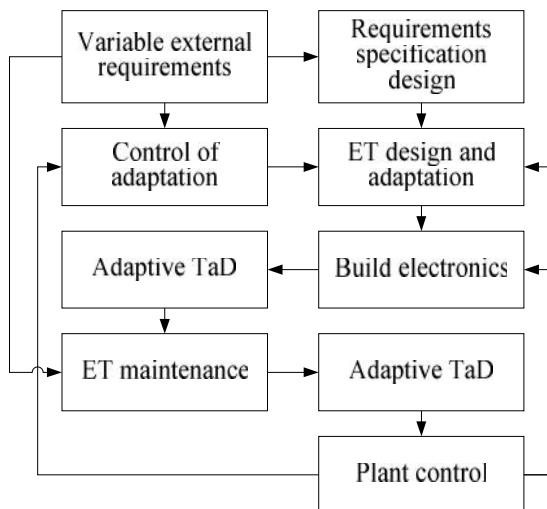 Variable external
requirements
Requirements
specification
design
Control of
adaptation
ET design and
adaptation
Adaptive TaD
Build electronics
ET maintenance
Adaptive TaD
Plant control